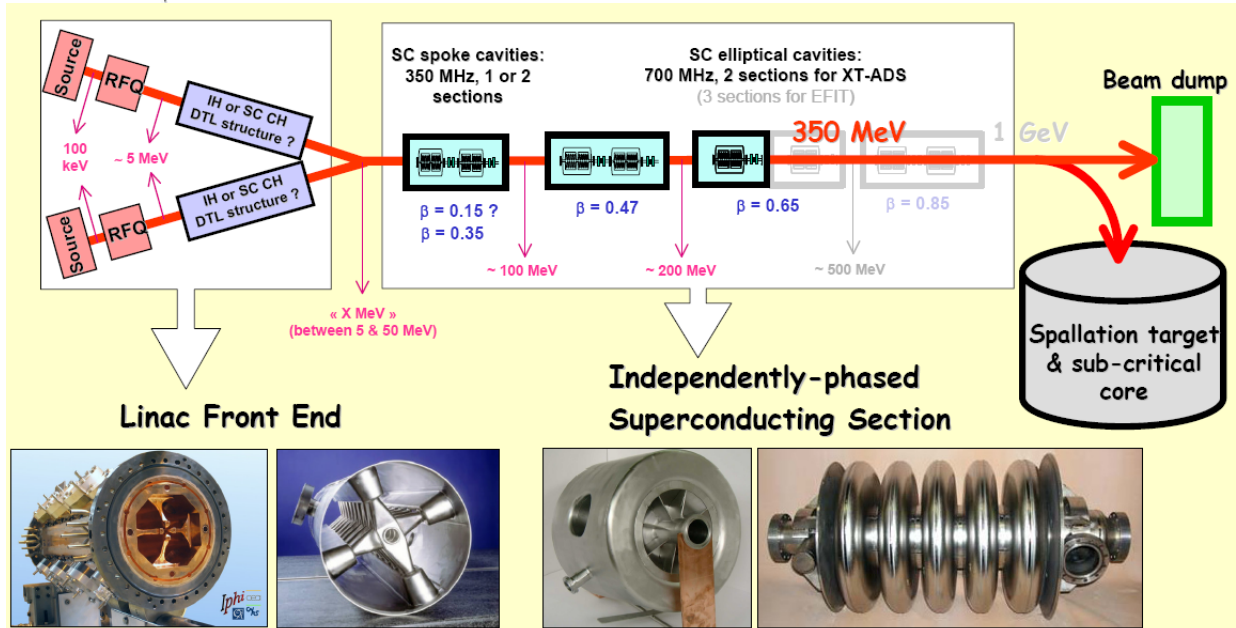 Source
RFQ
IH or SC CH
DTL structure ?
100
keV
~ 5 MeV
IH or SC CH
DTL structure ?
RFQ
Source
« X MeV »
(between 5 & 50 MeV)
SC spoke cavities:
350 MHz, 1 or 2
sections
SC elliptical cavities:
700 MHz, 2 sections for XT-ADS
(3 sections for EFIT)
350 MeV
1 GeV
Beam dump
β = 0.15 ?
β = 0.35
β = 0.47
β = 0.65
β = 0.85
~ 100 MeV
~ 200 MeV
~ 500 MeV
Spallation target
& sub-critical
core
Linac Front End
Independently-phased
Superconducting Section
Iphi